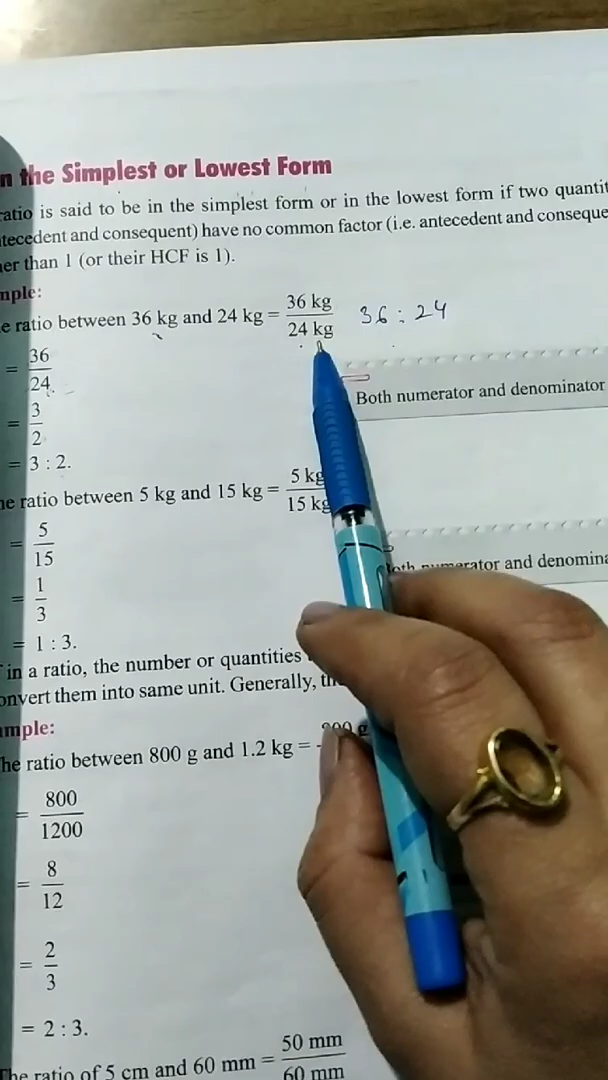 n the Simplest or Lowest Form
ratio is said to be in the simplest form or in the lowest form if two quantit
tecedent and consequent) have no common factor (i.e. antecedent and conseque
er than 1 (or their HCF is 1).
mple:
e ratio between 36 kg and 24 kg = 36 kg / 24 kg 36 : 24
= 36 / 24
Both numerator and denominator
= 3 / 2
= 3 : 2.
he ratio between 5 kg and 15 kg = 5 kg / 15 kg
= 5 / 15
numerator and denomina
= 1 / 3
= 1 : 3.
in a ratio, the number or quantities
onvert them into same unit. Generally,
mple:
he ratio between 800 g and 1.2 kg = 800 g
= 800 / 1200
= 8 / 12
= 2 / 3
= 2 : 3.
The ratio of 5 cm and 60 mm = 50 mm / 60 mm